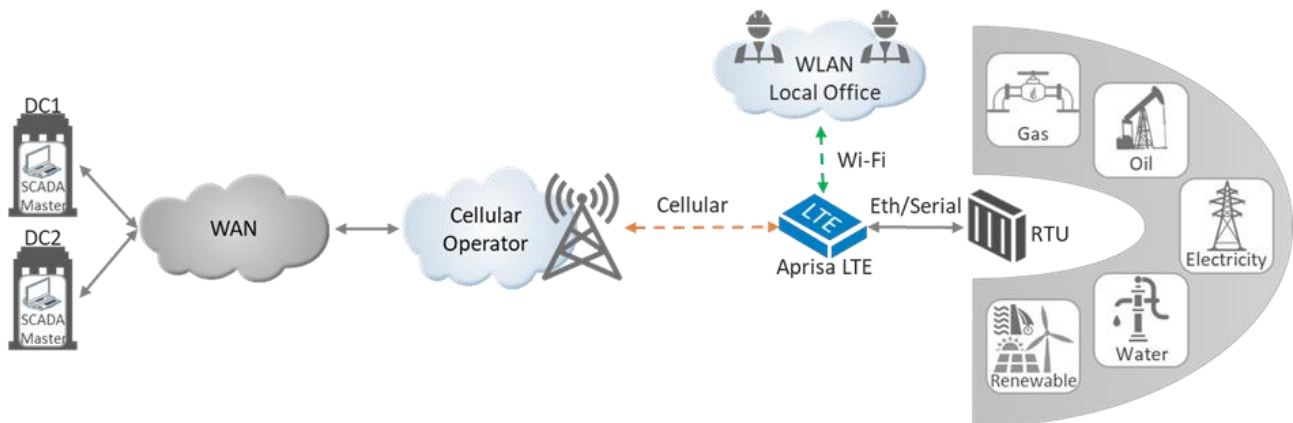 DC1
SCADA
Master
DC2
SCADA
Master
WAN
Cellular
Operator
Cellular
WLAN
Local Office
Wi-Fi
LTE
Aprisa LTE
Eth/Serial
RTU
Gas
Oil
Electricity
Water
Renewable